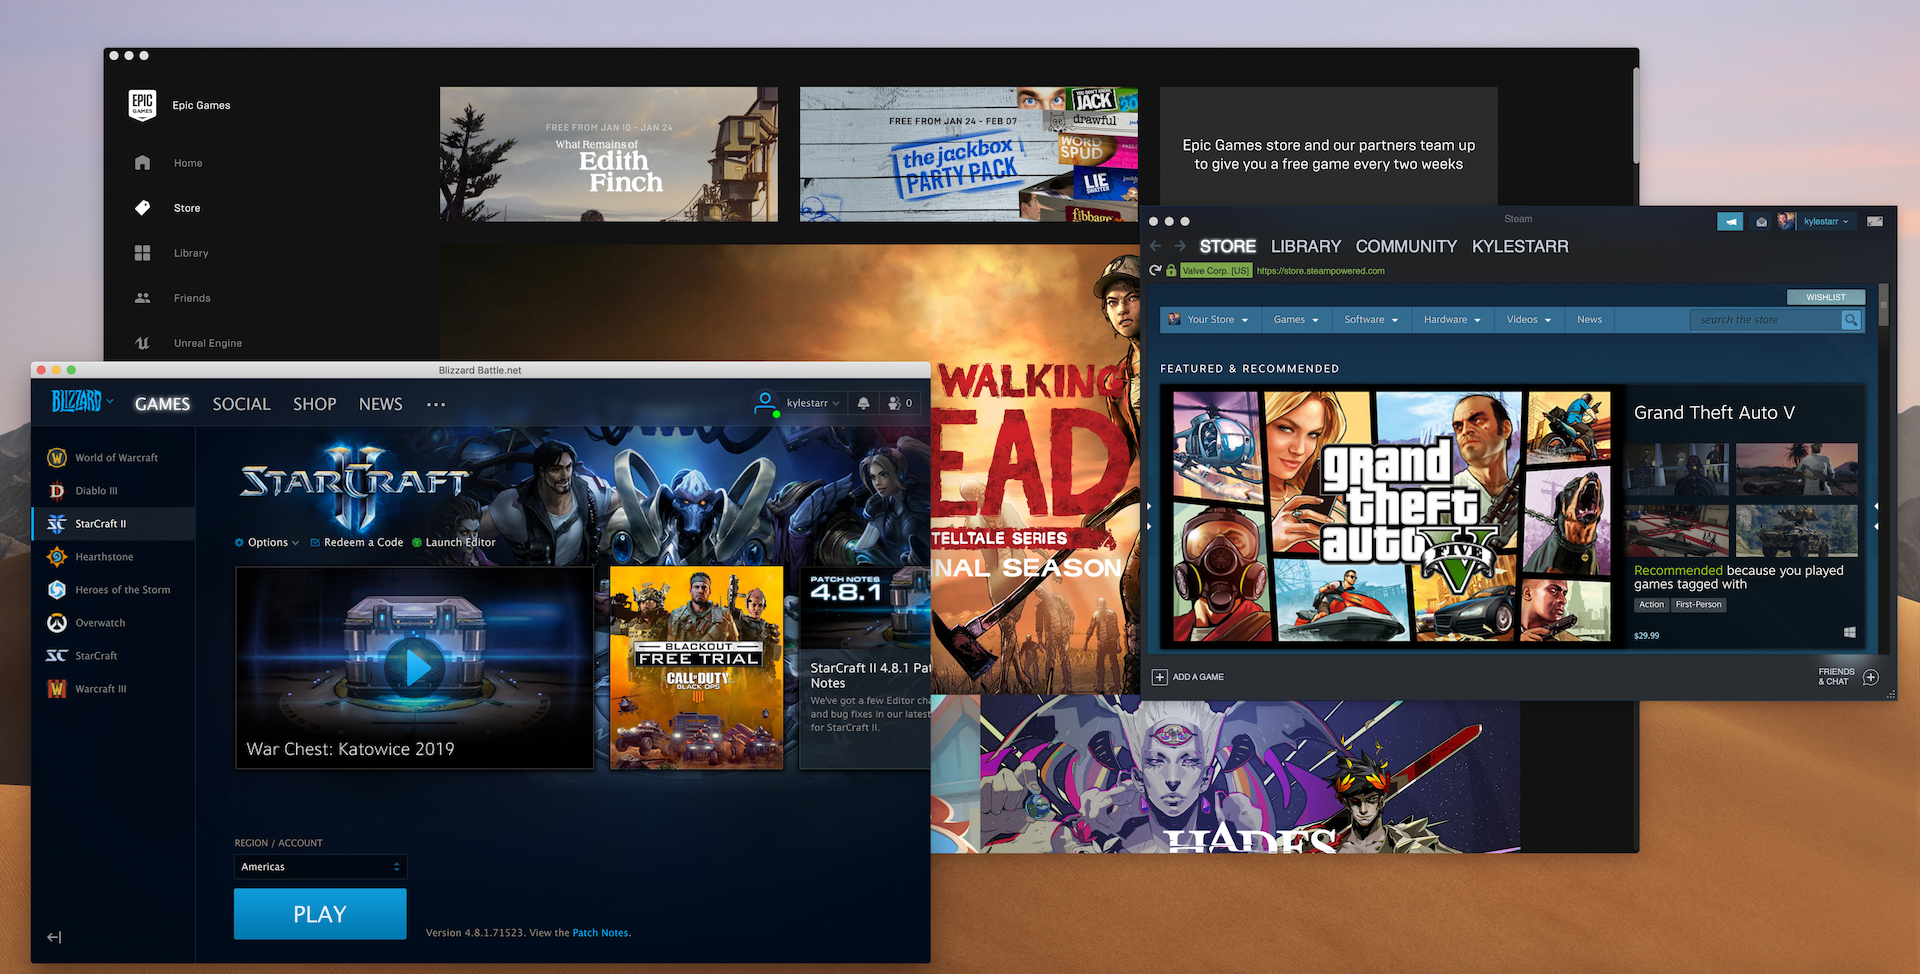 EPIC
GAMES
Epic Games
Home
Store
Library
Friends
Unreal Engine
FREE FROM JAN 10 - JAN 24
What Remains of
Edith
Finch
FREE FROM JAN 24 - FEB 07
the jackbox
PARTY PACK
YOU DON'T KNOW
JACK
20
drawful
WORD
SPUD
LIE
SWATTER
fibbage
Epic Games store and our partners team up
to give you a free game every two weeks
WALKING
EAD
TELLTALE SERIES
NAL SEASON
HADES
Steam
kylestarr
STORE LIBRARY COMMUNITY KYLESTARR
Valve Corp. [US] https://store.steampowered.com
WISHLIST
Your Store Games Software Hardware Videos News
search the store
FEATURED & RECOMMENDED
grand
theft
auto
FIVE
V
Grand Theft Auto V
Recommended because you played
games tagged with
Action First-Person
$29.99
ADD A GAME
FRIENDS
& CHAT
Blizzard Battle.net
BLIZZARD
GAMES SOCIAL SHOP NEWS ...
kylestarr
0
World of Warcraft
Diablo III
StarCraft II
Hearthstone
Heroes of the Storm
Overwatch
StarCraft
Warcraft III
STARCRAFT
II
Options Redeem a Code Launch Editor
War Chest: Katowice 2019
BLACKOUT
FREE TRIAL
CALL OF DUTY
BLACK OPS
IIII
PATCH NOTES
4.8.1
StarCraft II 4.8.1 Pat
Notes
We've got a few Editor cha
and bug fixes in our latest
for StarCraft II.
REGION / ACCOUNT
Americas
PLAY
Version 4.8.1.71523. View the Patch Notes.